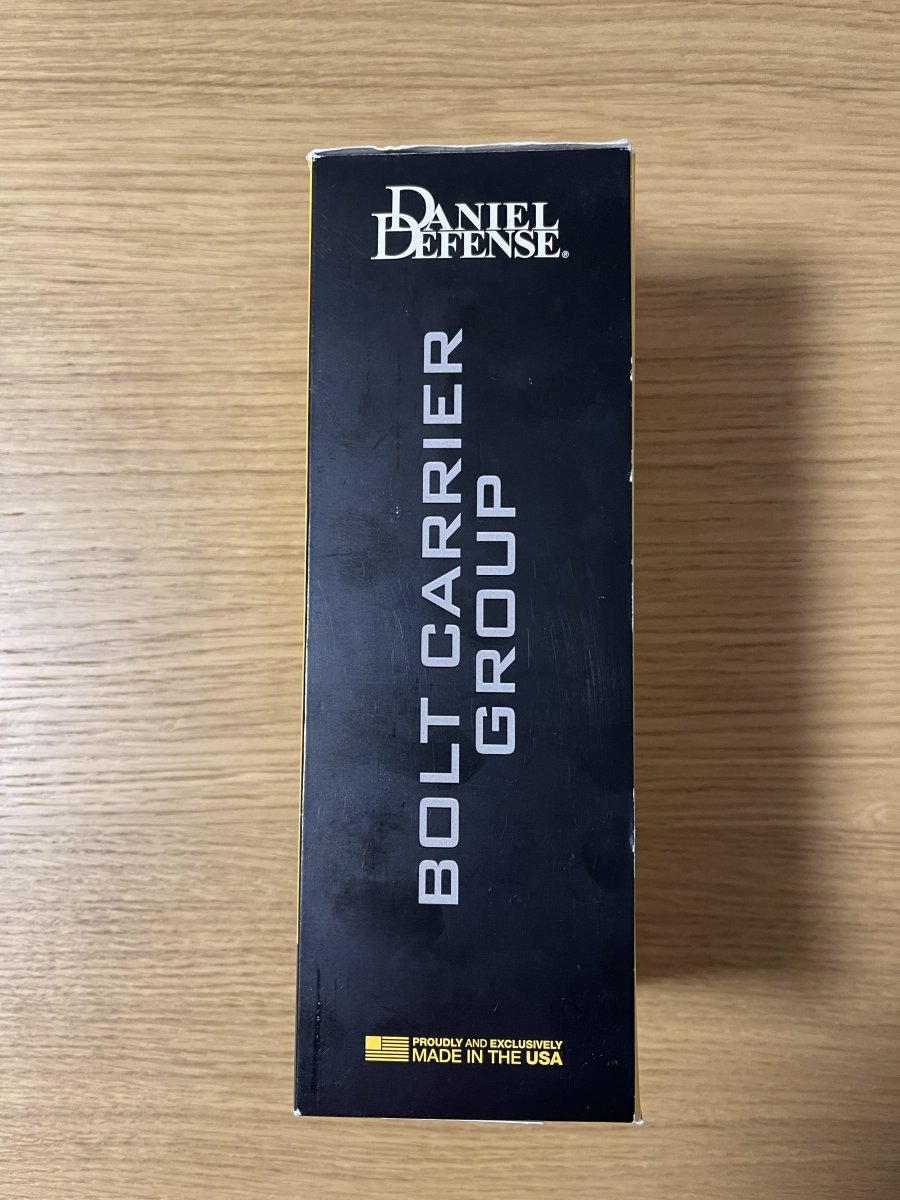 DANIEL
DEFENSE®
BOLT CARRIER
GROUP
PROUDLY AND EXCLUSIVELY
MADE IN THE USA